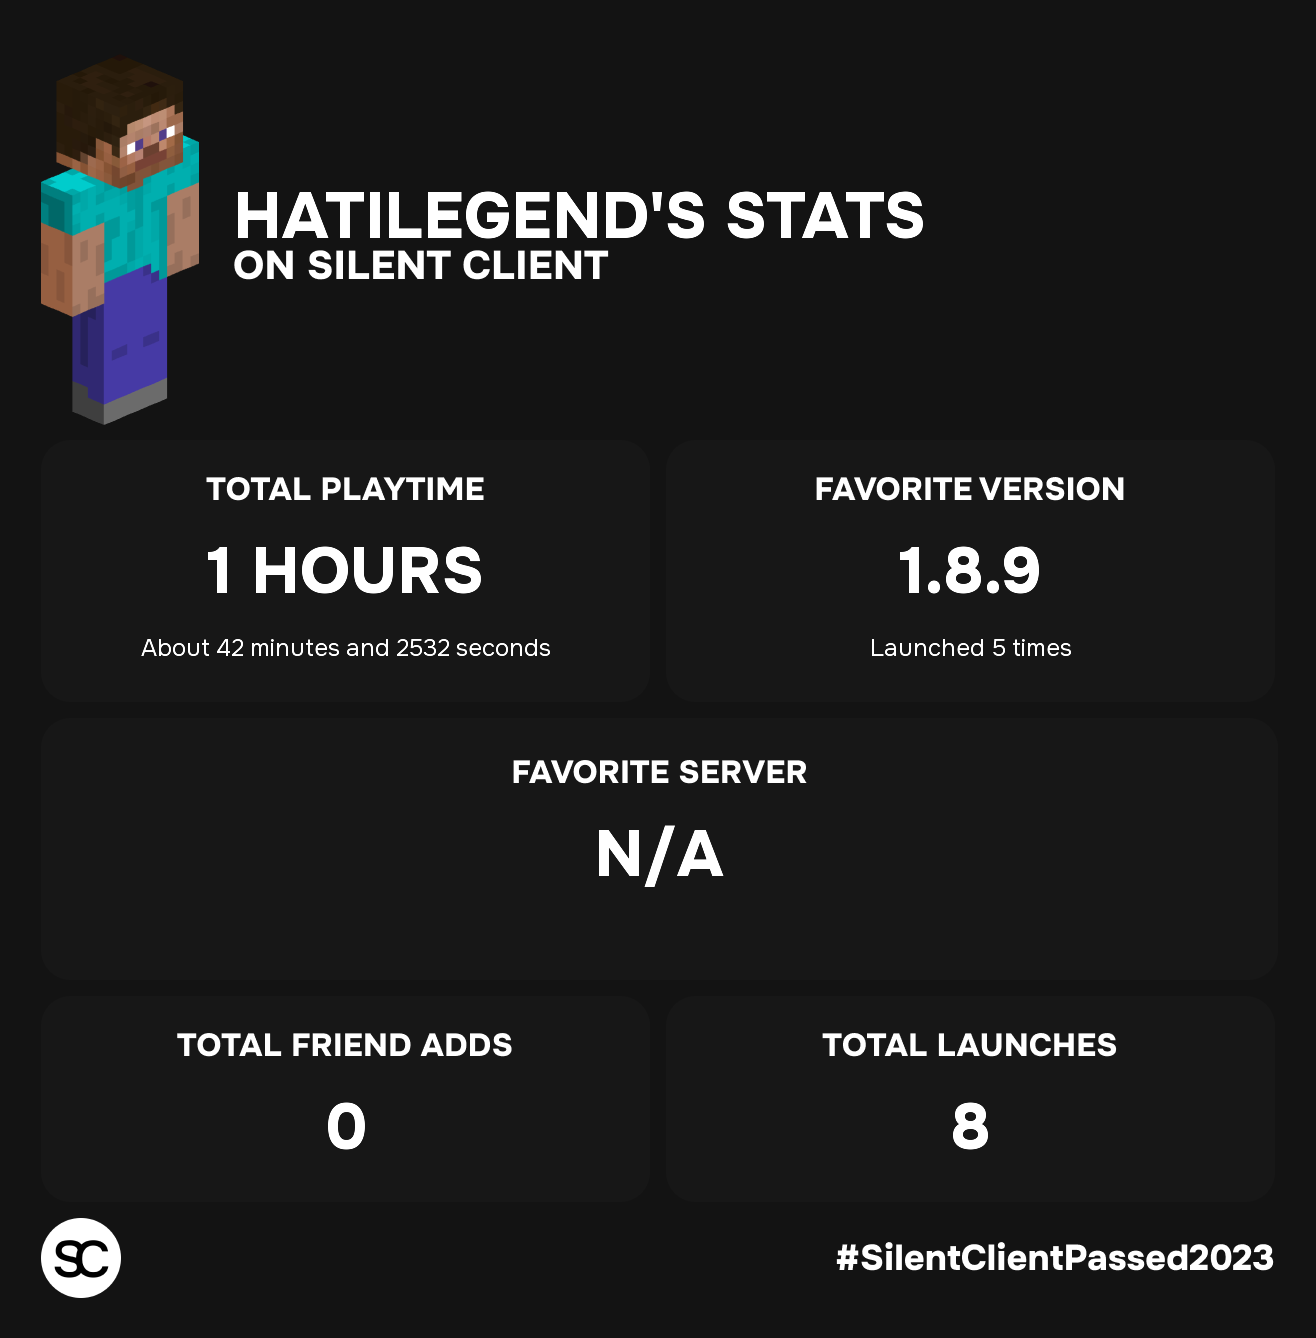 HATILEGEND'S STATS
ON SILENT CLIENT
TOTAL PLAYTIME
1 HOURS
About 42 minutes and 2532 seconds
FAVORITE VERSION
1.8.9
Launched 5 times
FAVORITE SERVER
N/A
TOTAL FRIEND ADDS
0
TOTAL LAUNCHES
8
SC
#SilentClientPassed2023